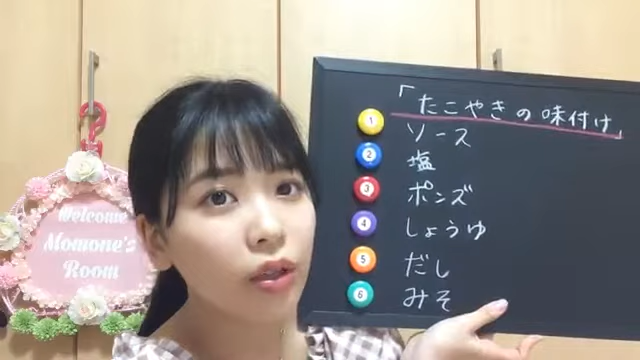 Welcome
Momone's
Room
「たこやきの味付け」
1 ソース
2 塩
3 ポンズ
4 しょうゆ
5 だし
6 みそ